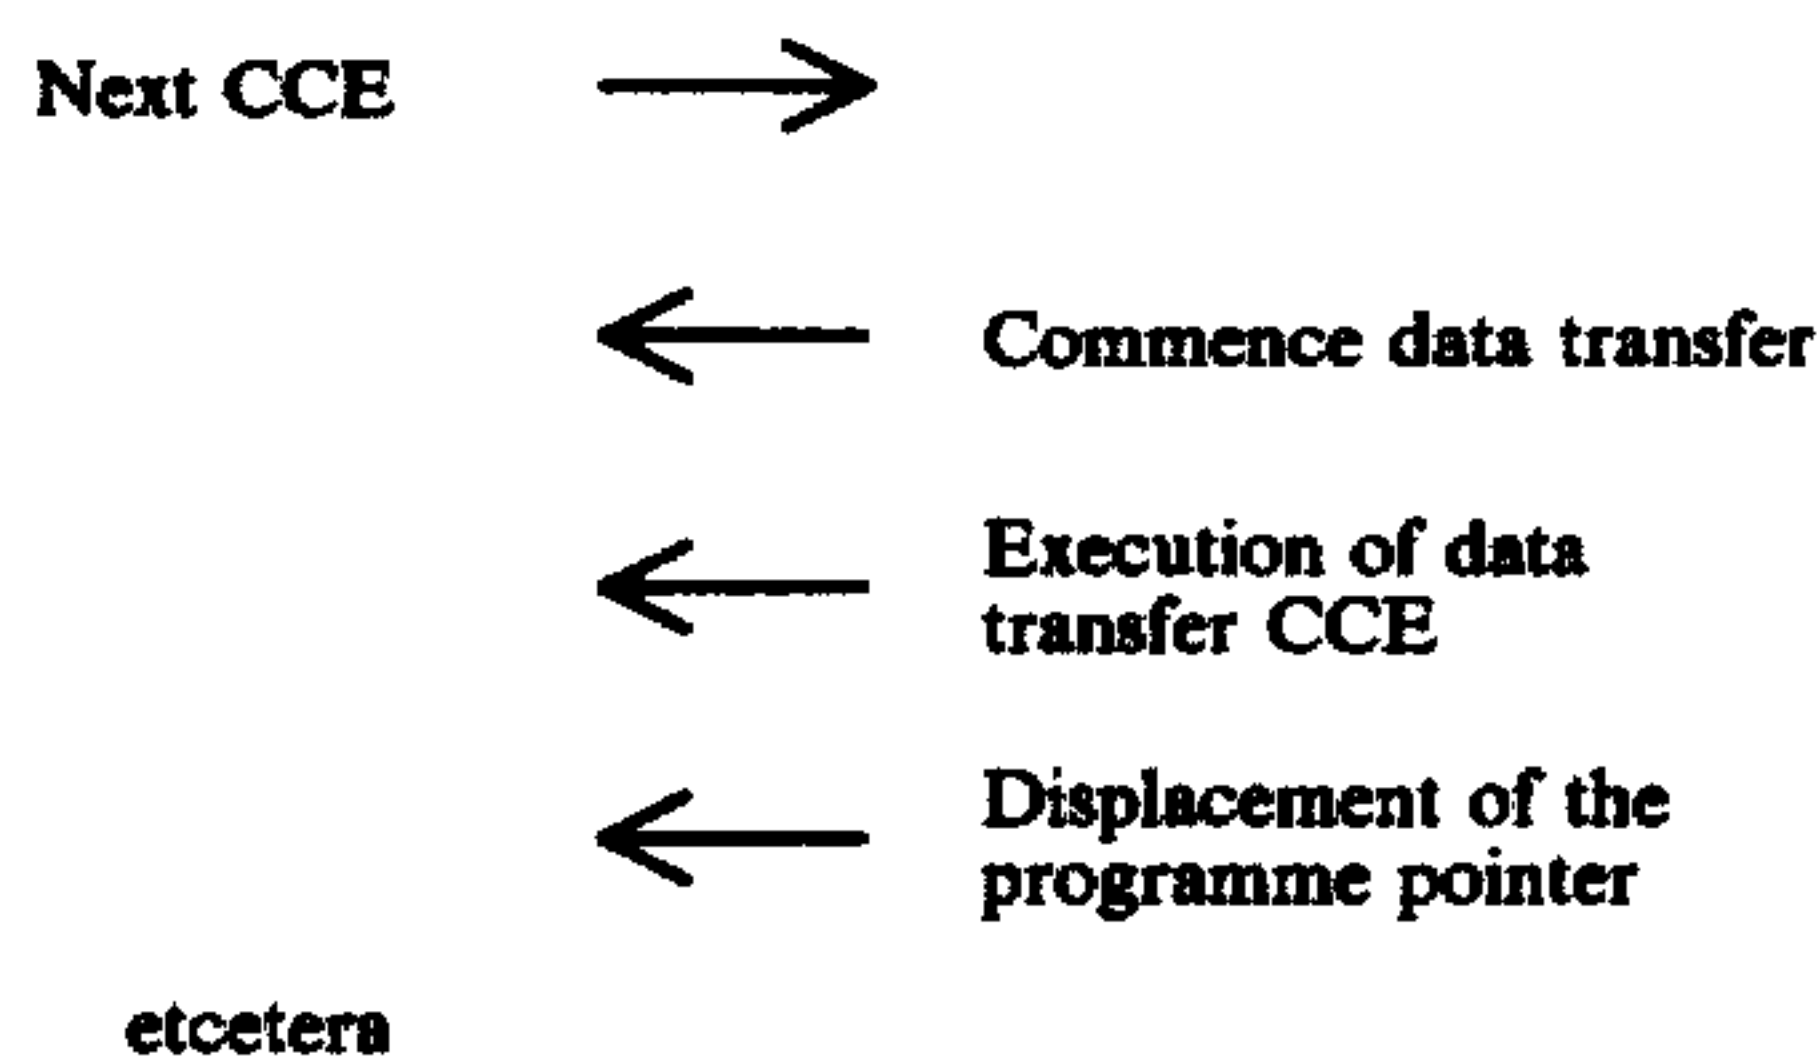 Next CCE
Commence data transfer
Execution of data
transfer CCE
Displacement of the
programme pointer
etcetera